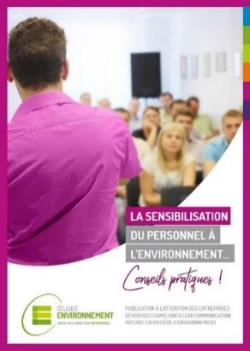 LA SENSIBILISATION
DU PERSONNEL À
L'ENVIRONNEMENT...
Conseils pratiques !
CELLULE
ENVIRONNEMENT
PUBLICATION À L'ATTENTION DES ENTREPRISES
DÉSIREUSES D'AMÉLIORER LEUR COMMUNICATION
INTERNE EN MATIÈRE D'ENVIRONNEMENT